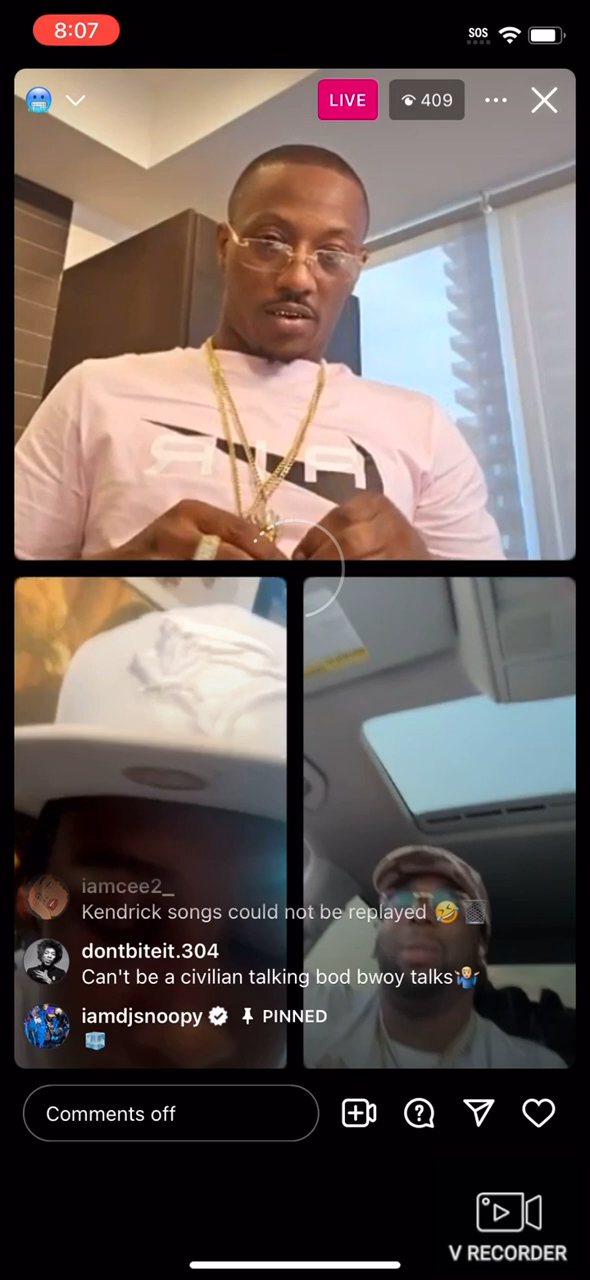 8:07
SOS
LIVE
409
iamcee2_
Kendrick songs could not be replayed 🤣🗑️
dontbiteit.304
Can't be a civilian talking bod bwoy talks🤷🏽‍♂️
iamdjsnoopy PINNED
🧊
Comments off
V RECORDER